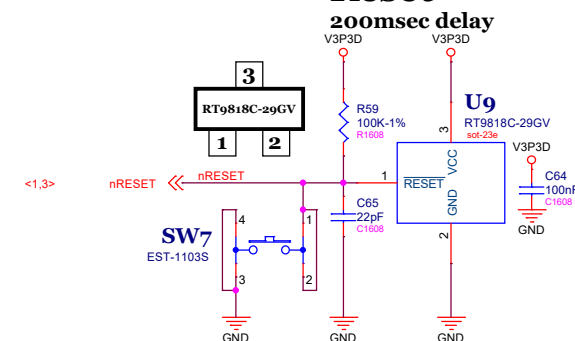 200msec delay
V3P3D
V3P3D
3
RT9818C-29GV
1
2
R59
100K-1%
R1608
U9
RT9818C-29GV
sot-23e
3
VCC
V3P3D
<1,3>
nRESET
nRESET
1
RESET
GND
C64
100nF
C1608
GND
C65
22pF
C1608
2
SW7
EST-1103S
4
1
3
2
GND
GND
GND